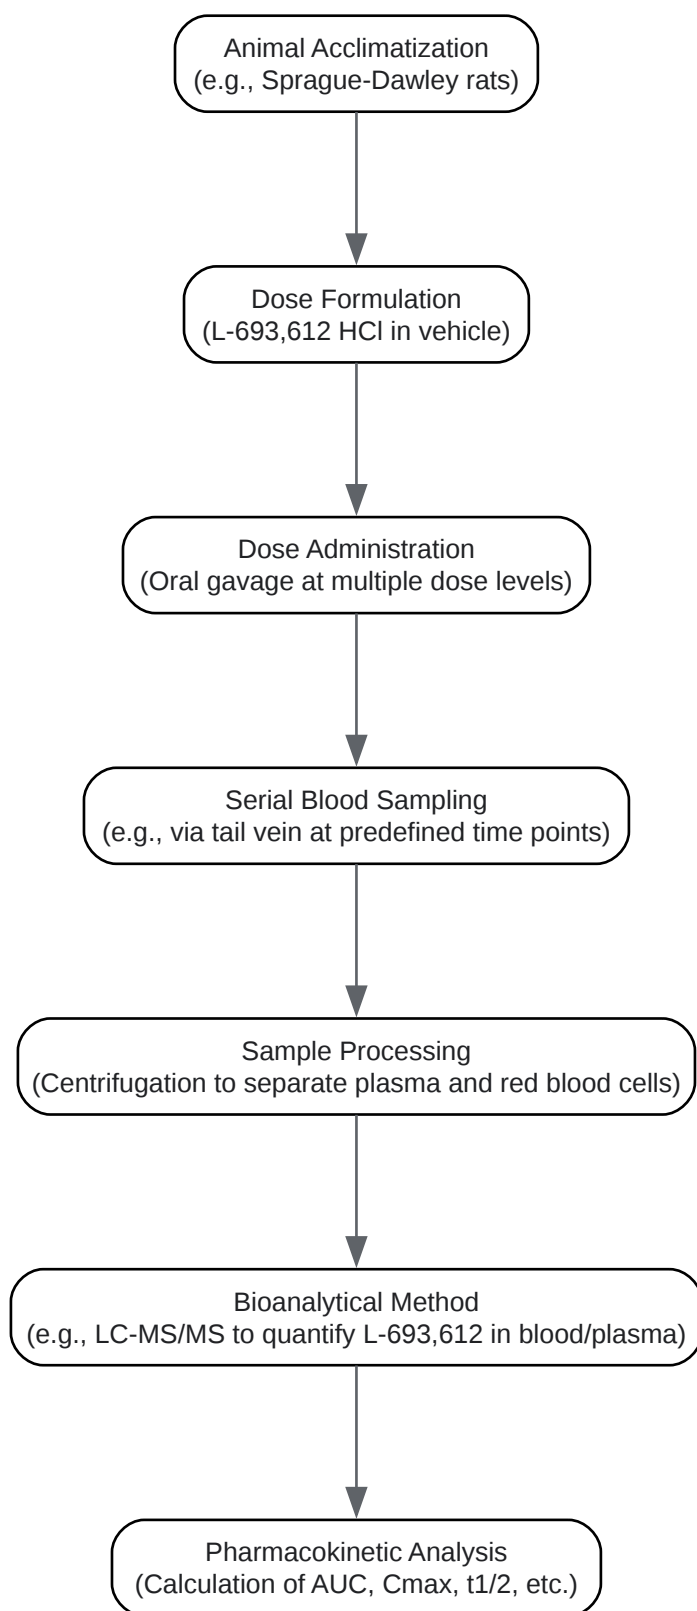 Animal Acclimatization
(e.g., Sprague-Dawley rats)
Dose Formulation
(L-693,612 HCl in vehicle)
Dose Administration
(Oral gavage at multiple dose levels)
Serial Blood Sampling
(e.g., via tail vein at predefined time points)
Sample Processing
(Centrifugation to separate plasma and red blood cells)
Bioanalytical Method
(e.g., LC-MS/MS to quantify L-693,612 in blood/plasma)
Pharmacokinetic Analysis
(Calculation of AUC, Cmax, t1/2, etc.)